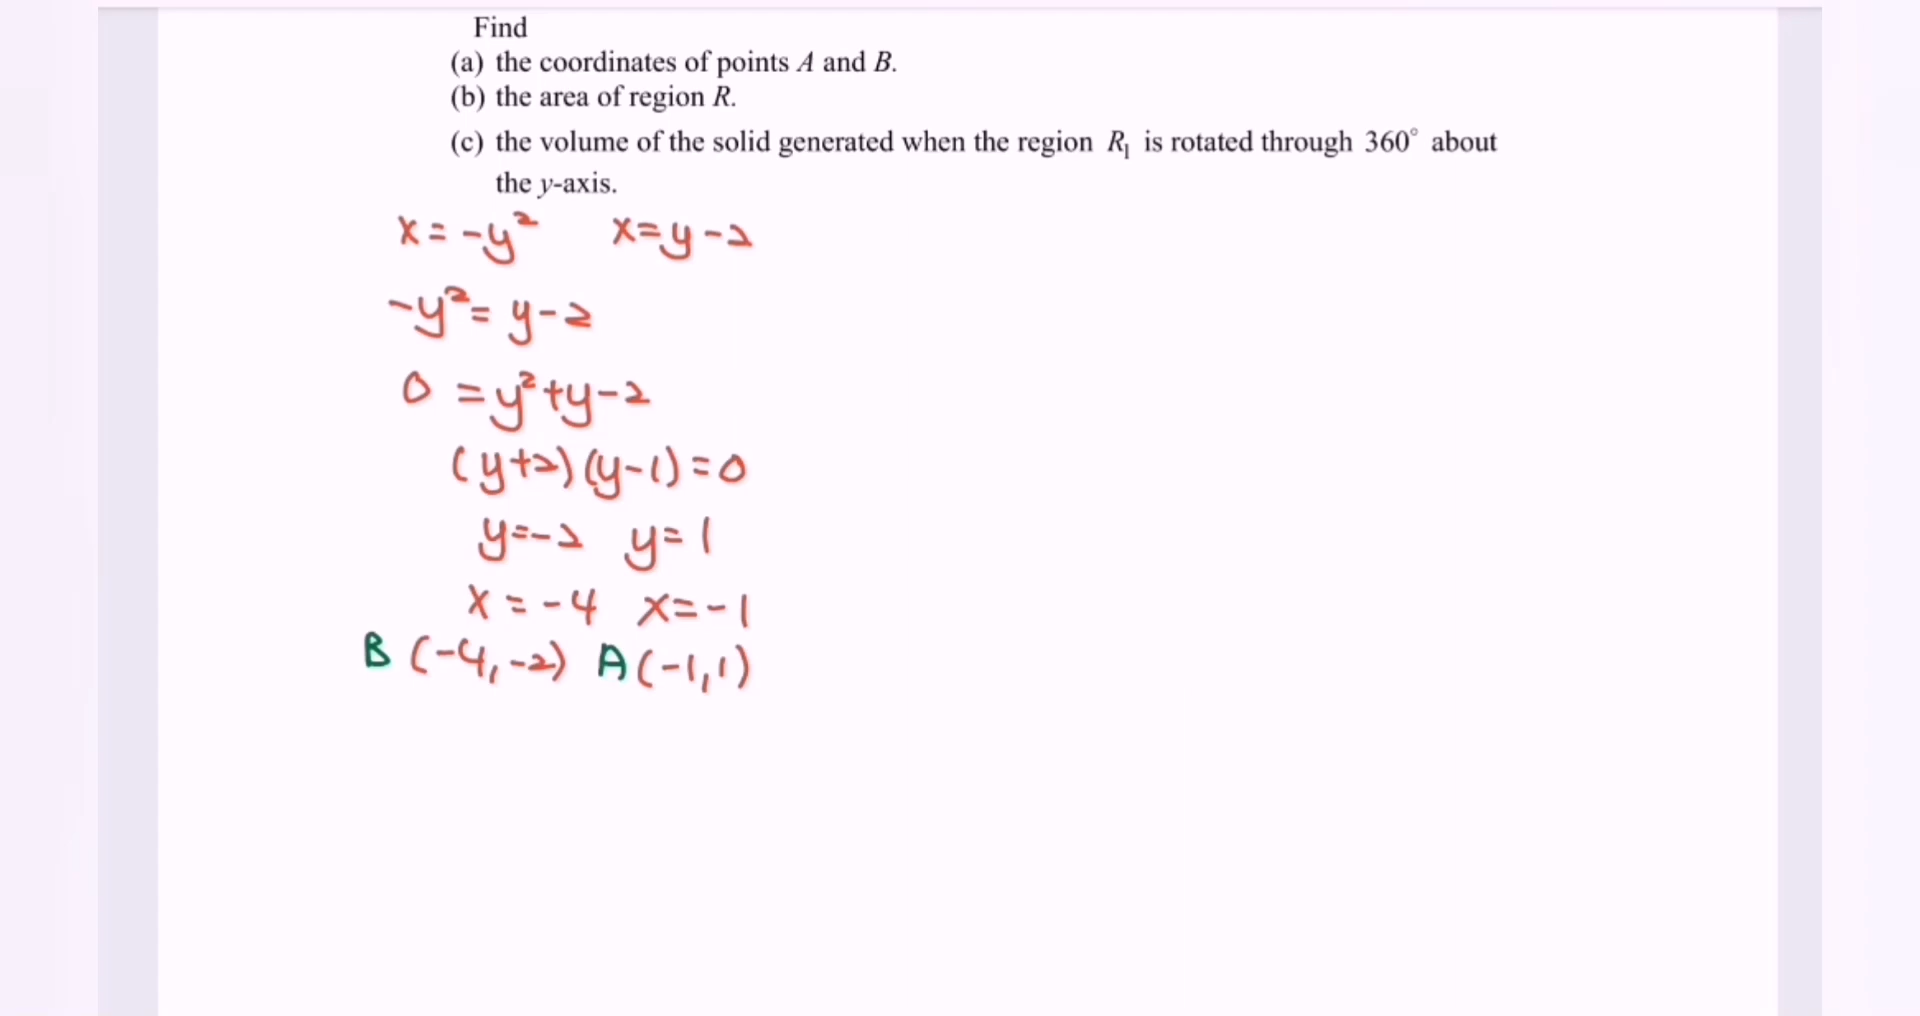 Find
(a) the coordinates of points A and B.
(b) the area of region R.
(c) the volume of the solid generated when the region R₁ is rotated through 360° about
the y-axis.
x = -y² x = y - 2
-y² = y - 2
0 = y² + y - 2
(y+2)(y-1) = 0
y = -2 y = 1
x = -4 x = -1
B (-4, -2) A (-1, 1)